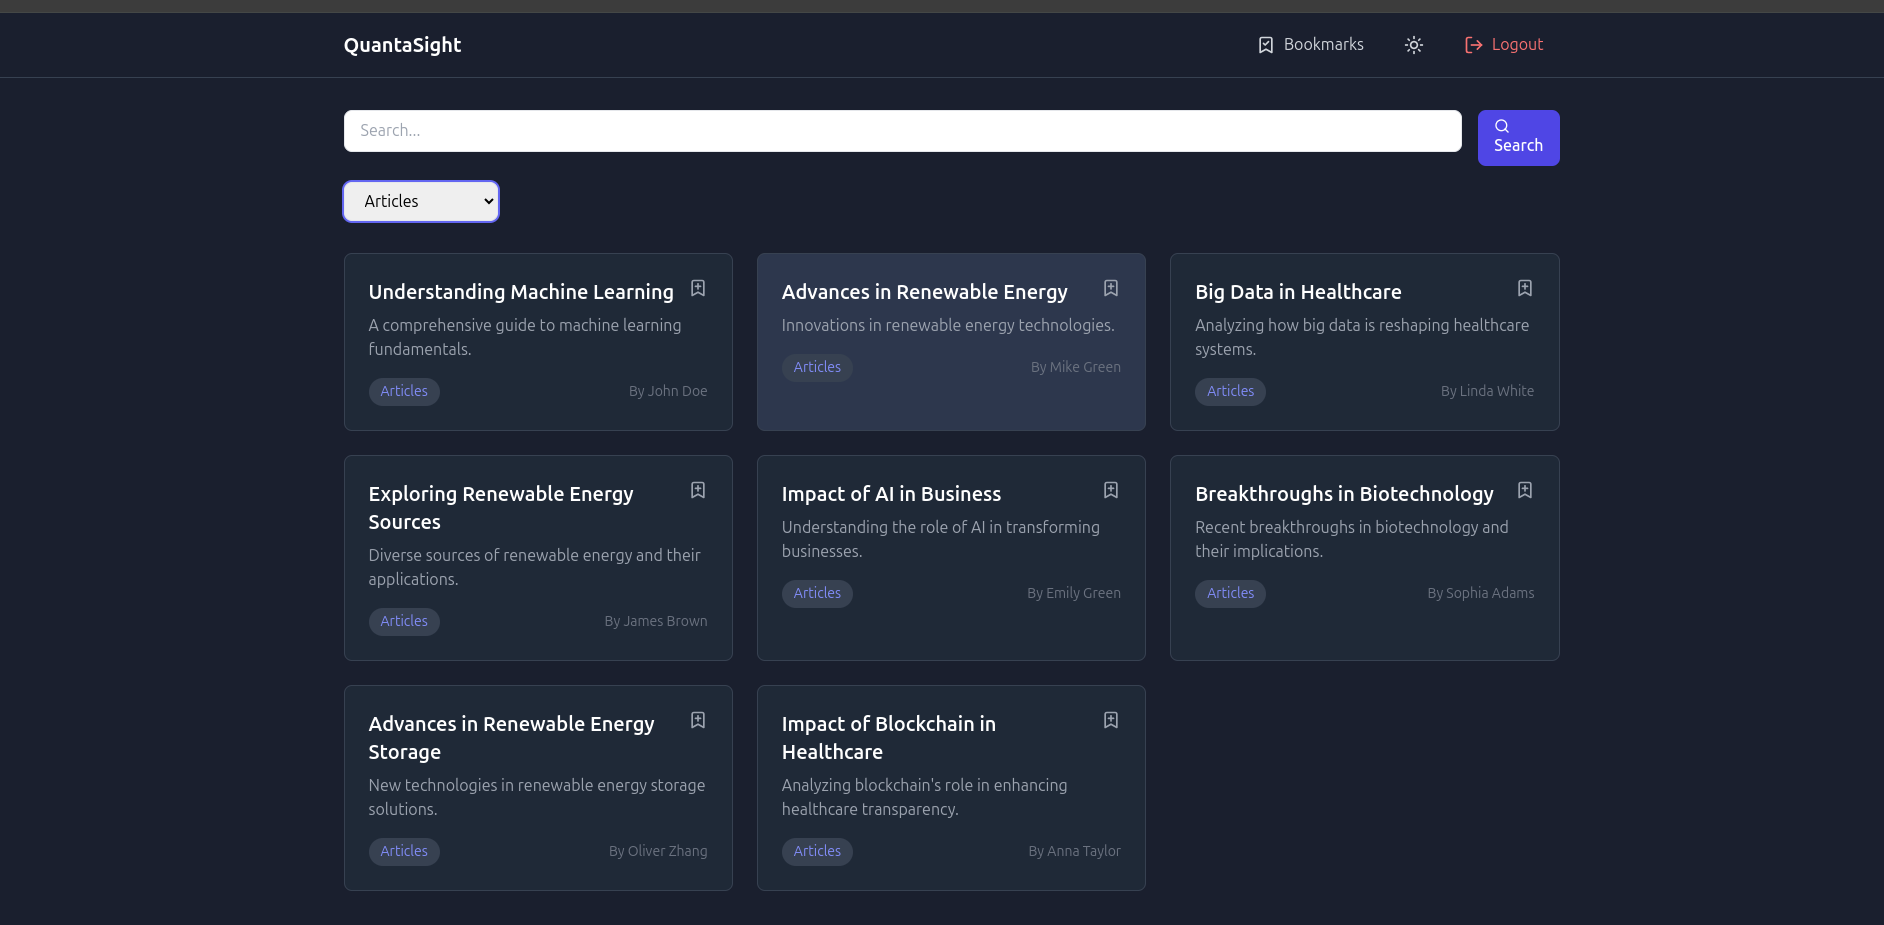 QuantaSight
Bookmarks
Logout
Search...
Search
Articles
Understanding Machine Learning
A comprehensive guide to machine learning
fundamentals.
Articles
By John Doe
Advances in Renewable Energy
Innovations in renewable energy technologies.
Articles
By Mike Green
Big Data in Healthcare
Analyzing how big data is reshaping healthcare
systems.
Articles
By Linda White
Exploring Renewable Energy
Sources
Diverse sources of renewable energy and their
applications.
Articles
By James Brown
Impact of AI in Business
Understanding the role of AI in transforming
businesses.
Articles
By Emily Green
Breakthroughs in Biotechnology
Recent breakthroughs in biotechnology and
their implications.
Articles
By Sophia Adams
Advances in Renewable Energy
Storage
New technologies in renewable energy storage
solutions.
Articles
By Oliver Zhang
Impact of Blockchain in
Healthcare
Analyzing blockchain's role in enhancing
healthcare transparency.
Articles
By Anna Taylor